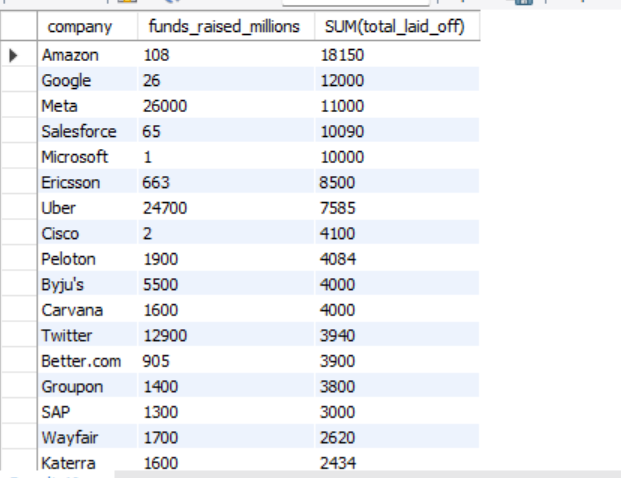 company funds_raised_millions SUM(total_laid_off)
Amazon 108 18150
Google 26 12000
Meta 26000 11000
Salesforce 65 10090
Microsoft 1 10000
Ericsson 663 8500
Uber 24700 7585
Cisco 2 4100
Peloton 1900 4084
Byju's 5500 4000
Carvana 1600 4000
Twitter 12900 3940
Better.com 905 3900
Groupon 1400 3800
SAP 1300 3000
Wayfair 1700 2620
Katerra 1600 2434